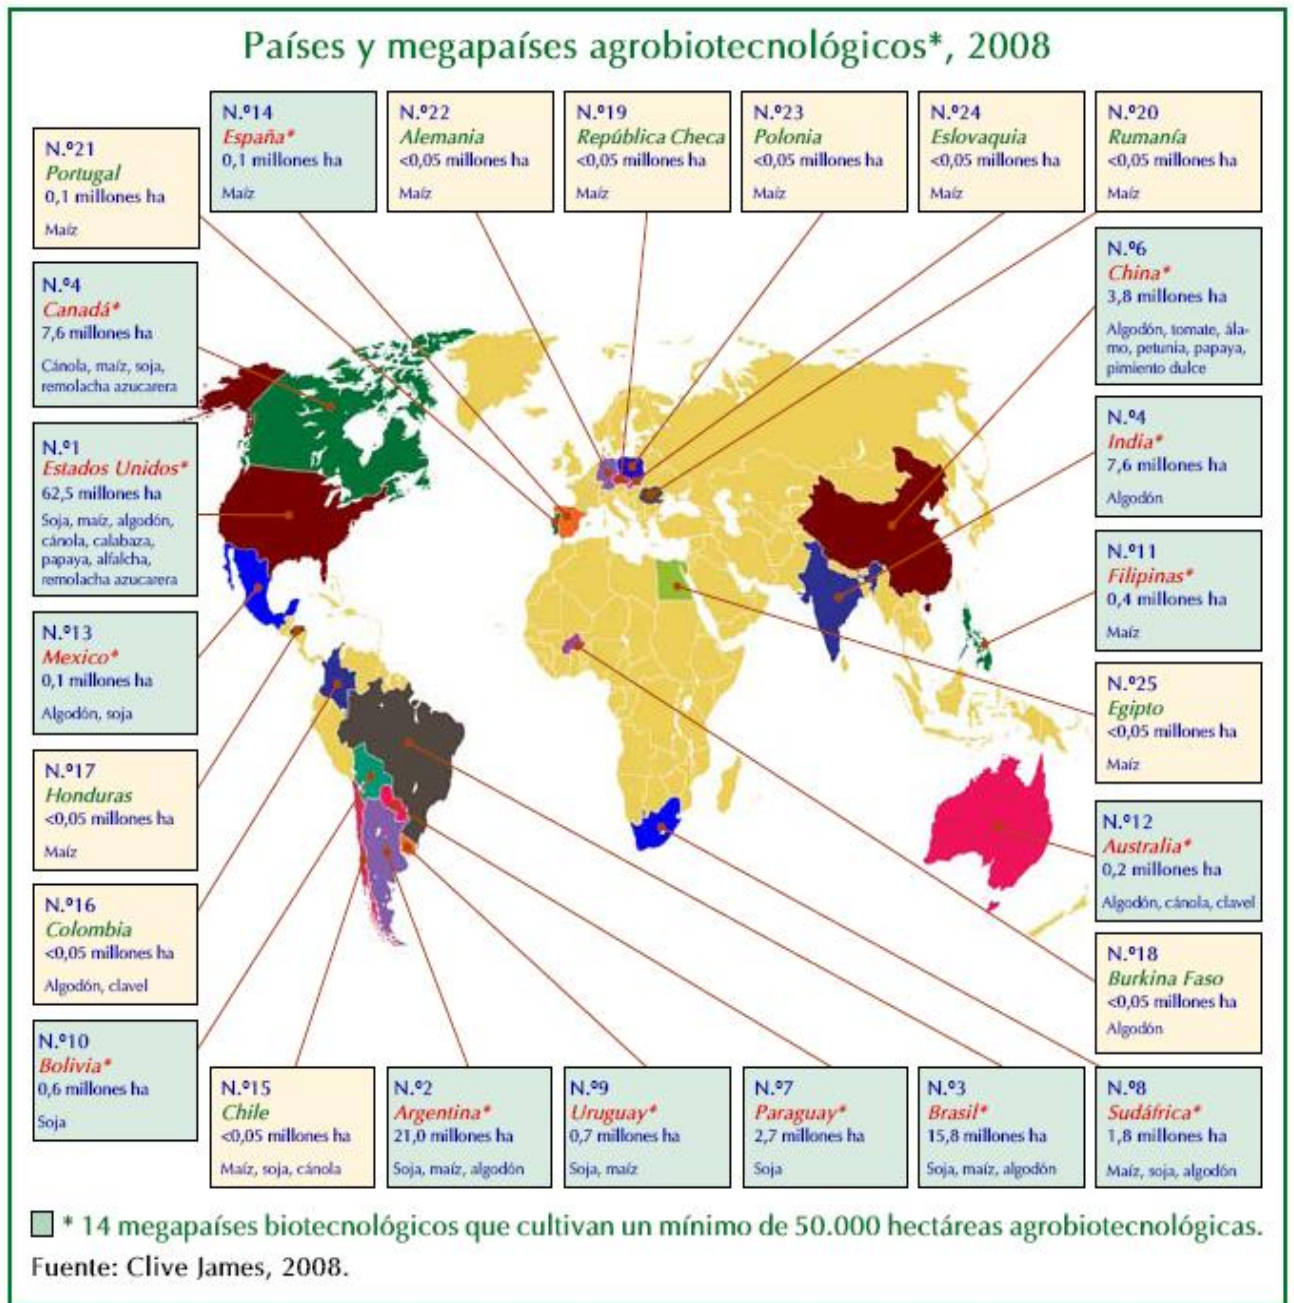 Países y megapaíses agrobiotecnológicos*, 2008
N.º21
Portugal
0,1 millones ha
Maíz
N.º14
España*
0,1 millones ha
Maíz
N.º22
Alemania
<0,05 millones ha
Maíz
N.º19
República Checa
<0,05 millones ha
Maíz
N.º23
Polonia
<0,05 millones ha
Maíz
N.º24
Eslovaquia
<0,05 millones ha
Maíz
N.º20
Rumanía
<0,05 millones ha
Maíz
N.º4
Canadá*
7,6 millones ha
Cánola, maíz, soja,
remolacha azucarera
N.º1
Estados Unidos*
62,5 millones ha
Soja, maíz, algodón,
cánola, calabaza,
papaya, alfalcha,
remolacha azucarera
N.º13
Mexico*
0,1 millones ha
Algodón, soja
N.º17
Honduras
<0,05 millones ha
Maíz
N.º16
Colombia
<0,05 millones ha
Algodón, clavel
N.º10
Bolivia*
0,6 millones ha
Soja
N.º6
China*
3,8 millones ha
Algodón, tomate, ála-
mo, petunia, papaya,
pimiento dulce
N.º4
India*
7,6 millones ha
Algodón
N.º11
Filipinas*
0,4 millones ha
Maíz
N.º25
Egipto
<0,05 millones ha
Maíz
N.º12
Australia*
0,2 millones ha
Algodón, cánola, clavel
N.º18
Burkina Faso
<0,05 millones ha
Algodón
N.º15
Chile
<0,05 millones ha
Maíz, soja, cánola
N.º2
Argentina*
21,0 millones ha
Soja, maíz, algodón
N.º9
Uruguay*
0,7 millones ha
Soja, maíz
N.º7
Paraguay*
2,7 millones ha
Soja
N.º3
Brasil*
15,8 millones ha
Soja, maíz, algodón
N.º8
Sudáfrica*
1,8 millones ha
Maíz, soja, algodón
* 14 megapaíses biotecnológicos que cultivan un mínimo de 50.000 hectáreas agrobiotecnológicas.
Fuente: Clive James, 2008.